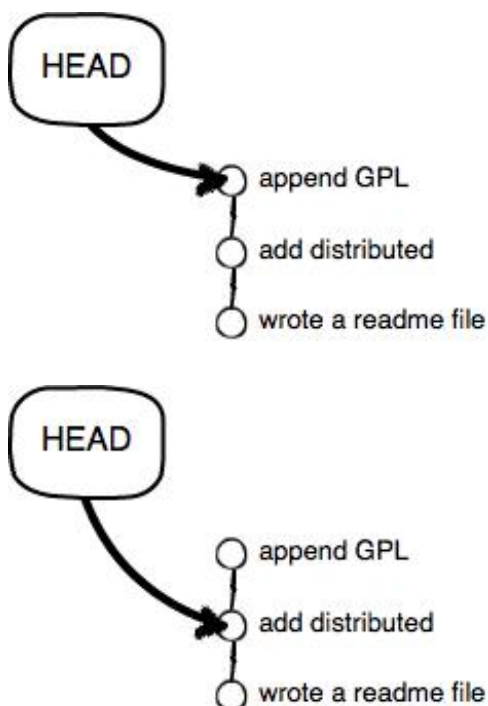 HEAD
append GPL
add distributed
wrote a readme file
HEAD
append GPL
add distributed
wrote a readme file